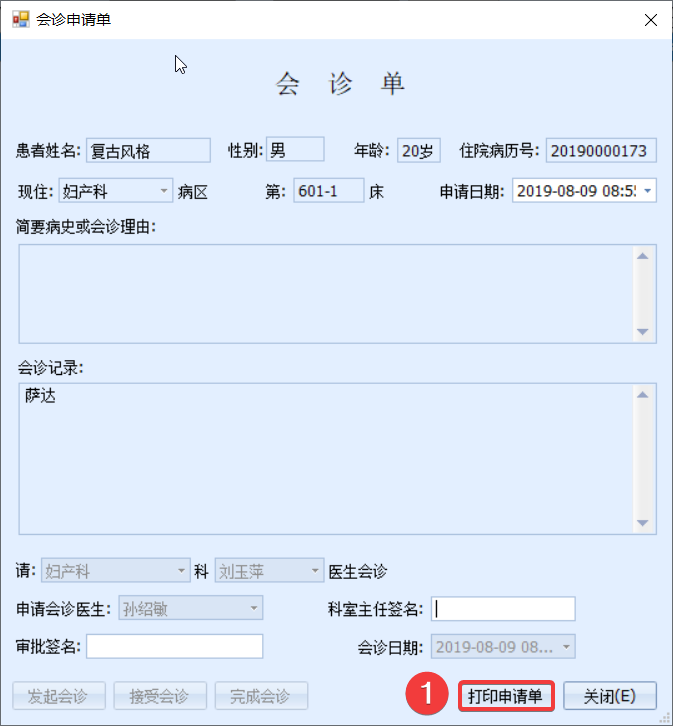 会诊申请单
会 诊 单
患者姓名: 复古风格 性别: 男 年龄: 20岁 住院病历号: 20190000173
现住: 妇产科 病区 第: 601-1 床 申请日期: 2019-08-09 08:5
简要病史或会诊理由:
会诊记录:
萨达
请: 妇产科 科 刘玉萍 医生会诊
申请会诊医生: 孙绍敏 科室主任签名:
审批签名: 会诊日期: 2019-08-09 08...
发起会诊 接受会诊 完成会诊 1 打印申请单 关闭(E)